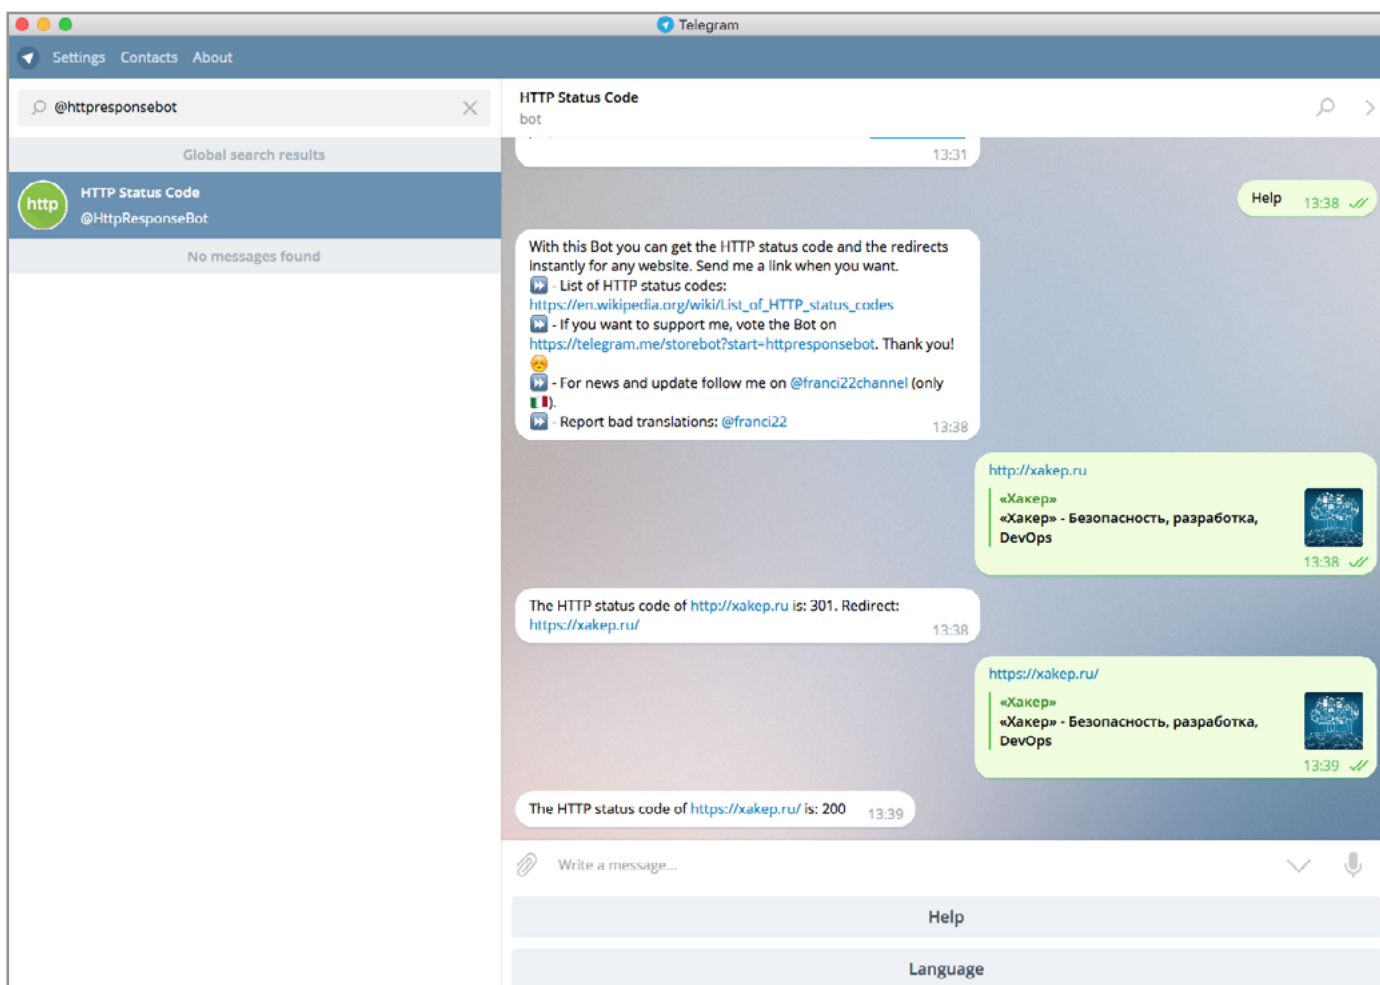 Telegram
Settings Contacts About
@httpresponsebot
Global search results
http
HTTP Status Code
@HttpResponseBot
No messages found
HTTP Status Code
bot
13:31
Help 13:38
With this Bot you can get the HTTP status code and the redirects
instantly for any website. Send me a link when you want.
- List of HTTP status codes:
https://en.wikipedia.org/wiki/List_of_HTTP_status_codes
- If you want to support me, vote the Bot on
https://telegram.me/storebot?start=httpresponsebot. Thank you!
- For news and update follow me on @franci22channel (only
).
- Report bad translations: @franci22
13:38
http://xakep.ru
«Хакер»
«Хакер» - Безопасность, разработка,
DevOps
13:38
The HTTP status code of http://xakep.ru is: 301. Redirect:
https://xakep.ru/
13:38
https://xakep.ru/
«Хакер»
«Хакер» - Безопасность, разработка,
DevOps
13:39
The HTTP status code of https://xakep.ru/ is: 200 13:39
Write a message...
Help
Language